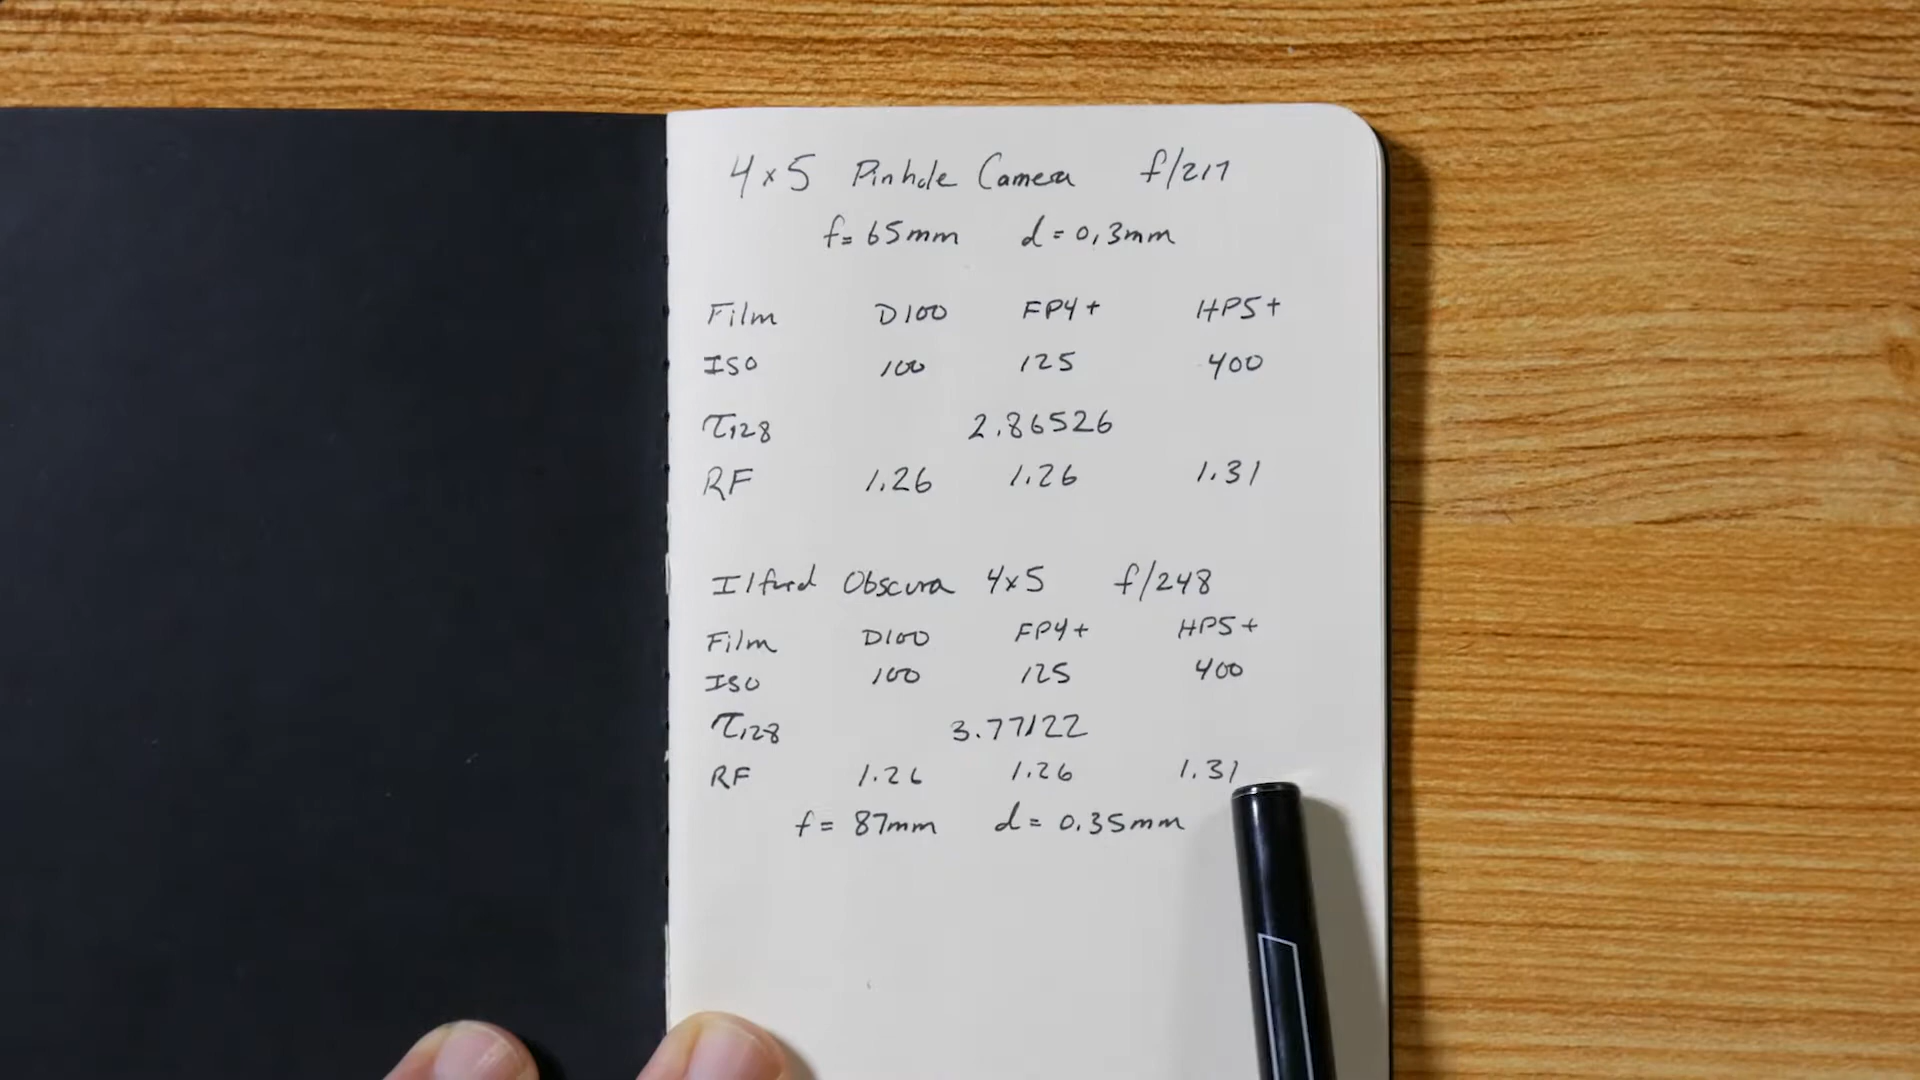 4x5 Pinhole Camera f/217
f= 65mm d = 0,3mm
Film D100 FP4+ HP5+
ISO 100 125 400
τ128 2.86526
RF 1.26 1.26 1.31
Ilford Obscura 4x5 f/248
Film D100 FP4+ HP5+
ISO 100 125 400
τ128 3.77122
RF 1.26 1.26 1.31
f = 87mm d = 0.35mm